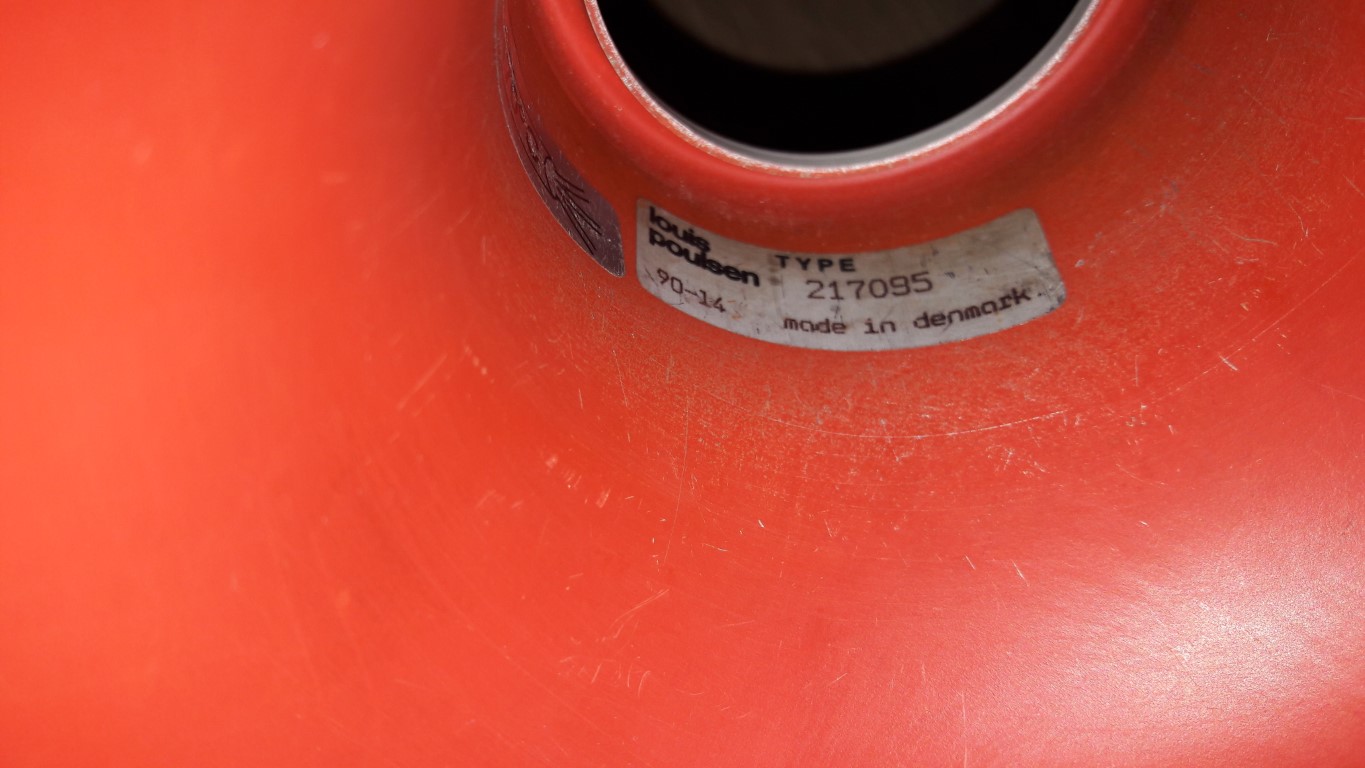 louis
poulsen
TYPE
90-14
217095
made in denmark